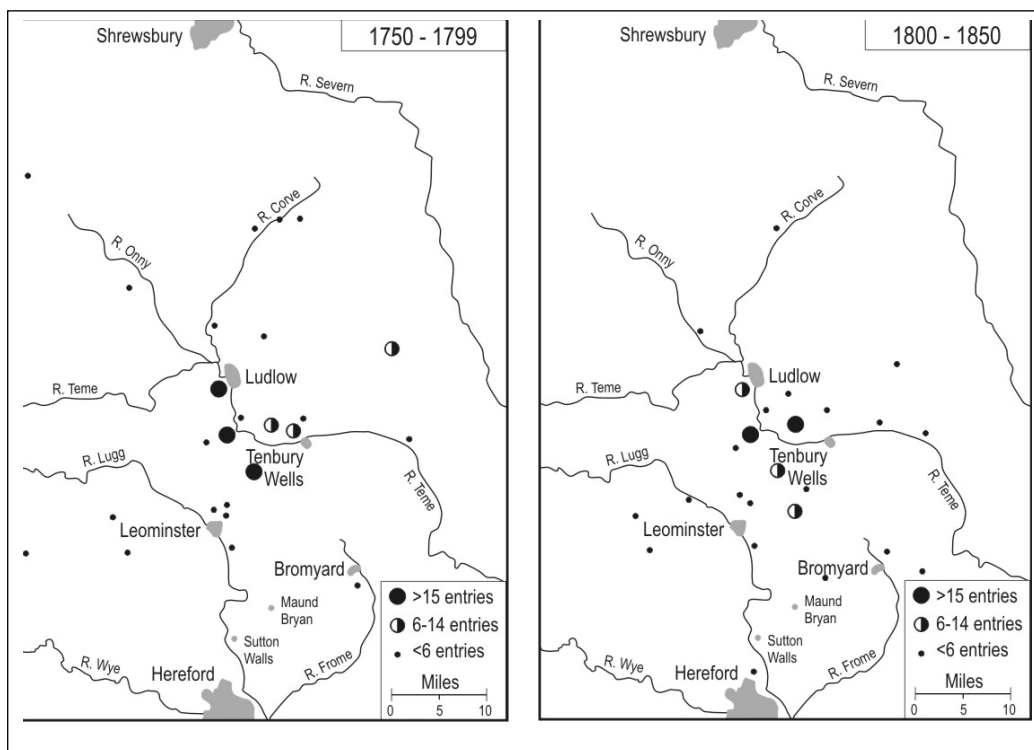 1750 - 1799
Shrewsbury
R. Severn
R. Corve
R. Onny
Ludlow
R. Teme
Tenbury
Wells
R. Lugg
R. Teme
Leominster
Bromyard
Maund
Bryan
Sutton
Walls
R. Wye
Hereford
R. Frome
>15 entries
6-14 entries
<6 entries
Miles
0 5 10
1800 - 1850
Shrewsbury
R. Severn
R. Corve
R. Onny
Ludlow
R. Teme
Tenbury
Wells
R. Lugg
R. Teme
Leominster
Bromyard
Maund
Bryan
Sutton
Walls
R. Wye
Hereford
R. Frome
>15 entries
6-14 entries
<6 entries
Miles
0 5 10